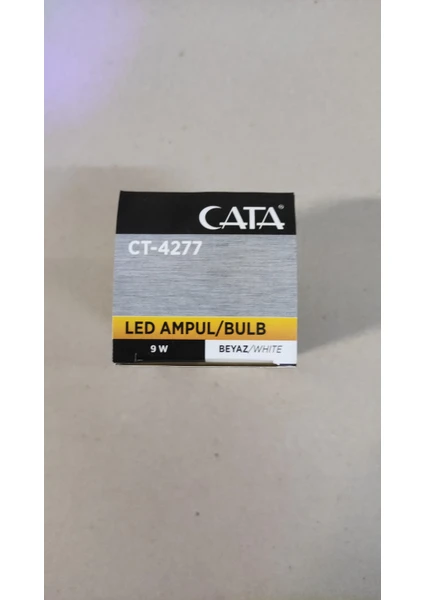 CATA®
CT-4277
LED AMPUL/BULB
9 W BEYAZ/WHITE